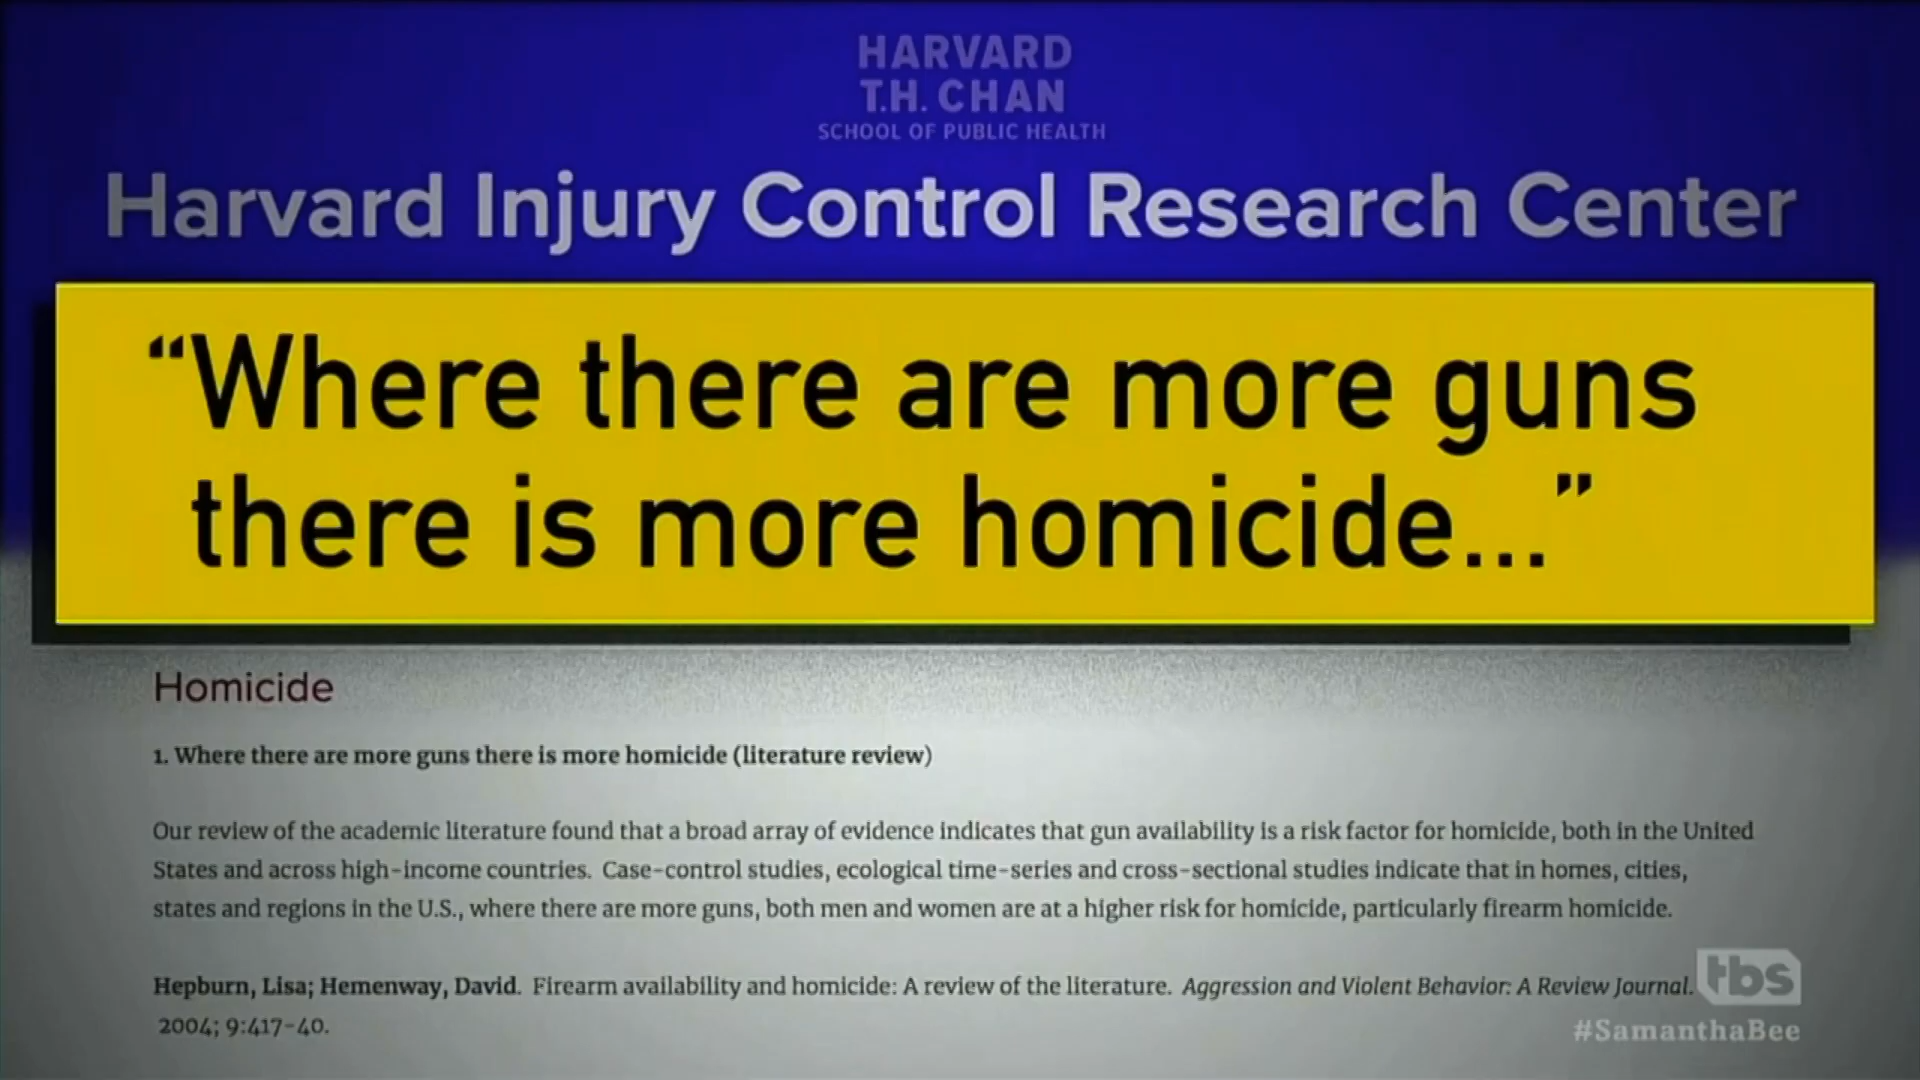 HARVARD
T.H. CHAN
SCHOOL OF PUBLIC HEALTH
Harvard Injury Control Research Center
“Where there are more guns
there is more homicide...”
Homicide
1. Where there are more guns there is more homicide (literature review)
Our review of the academic literature found that a broad array of evidence indicates that gun availability is a risk factor for homicide, both in the United
States and across high-income countries. Case-control studies, ecological time-series and cross-sectional studies indicate that in homes, cities,
states and regions in the U.S., where there are more guns, both men and women are at a higher risk for homicide, particularly firearm homicide.
Hepburn, Lisa; Hemenway, David. Firearm availability and homicide: A review of the literature. Aggression and Violent Behavior: A Review Journal.
2004; 9:417-40.
tbs
#SamanthaBee